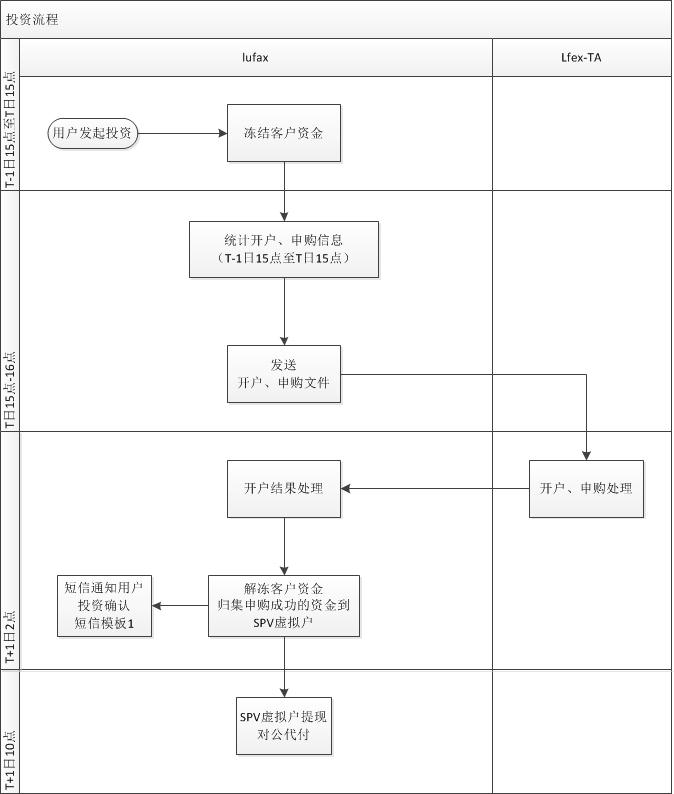 投资流程
lufax
Lfex-TA
T-1日15点至T日15点
用户发起投资
冻结客户资金
T日15点-16点
统计开户、申购信息
（T-1日15点至T日15点）
发送
开户、申购文件
T+1日2点
开户结果处理
开户、申购处理
短信通知用户
投资确认
短信模板1
解冻客户资金
归集申购成功的资金到
SPV虚拟户
T+1日10点
SPV虚拟户提现
对公代付